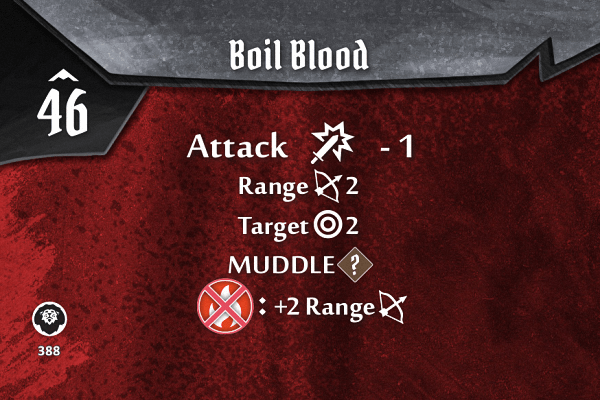 Boil Blood
46
Attack - 1
Range 2
Target 2
MUDDLE ?
: +2 Range
388